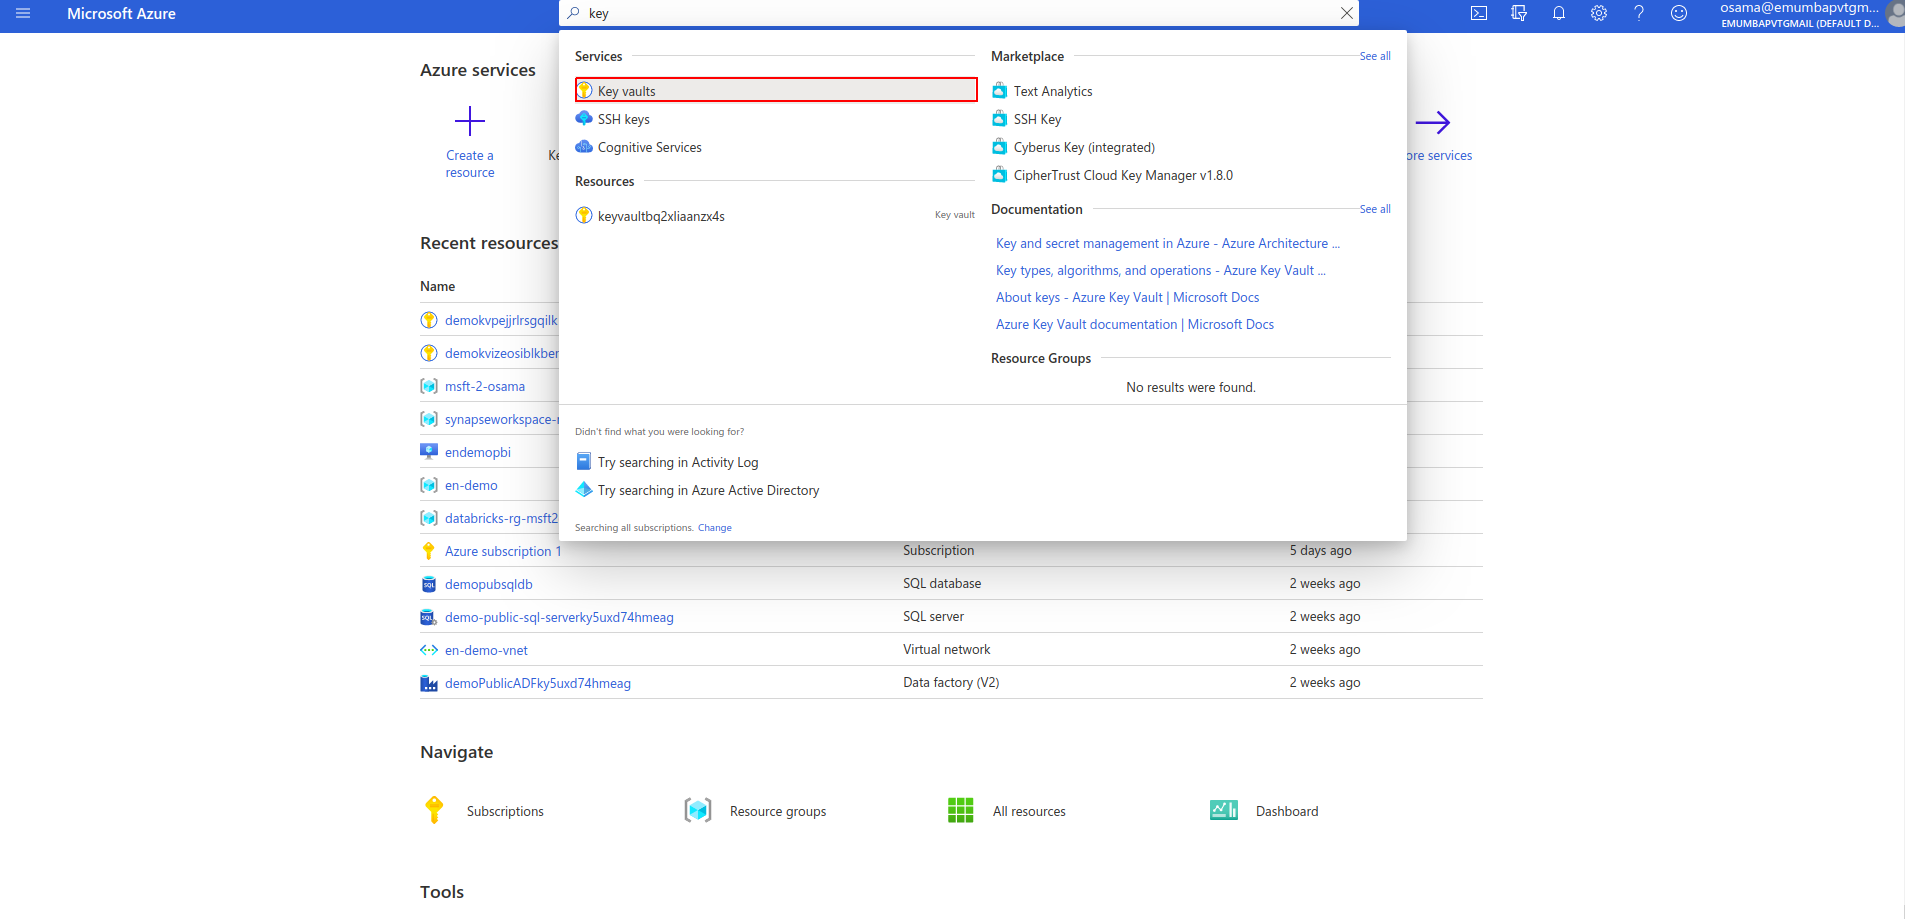 Microsoft Azure
key
osama@emumbapvtgm...
EMUMBAPVTGMAIL (DEFAULT D...
Services
Key vaults
SSH keys
Cognitive Services
Resources
keyvaultbq2xliaanzx4s
Key vault
Marketplace
See all
Text Analytics
SSH Key
Cyberus Key (integrated)
CipherTrust Cloud Key Manager v1.8.0
Documentation
See all
Key and secret management in Azure - Azure Architecture ...
Key types, algorithms, and operations - Azure Key Vault ...
About keys - Azure Key Vault | Microsoft Docs
Azure Key Vault documentation | Microsoft Docs
Resource Groups
No results were found.
Didn't find what you were looking for?
Try searching in Activity Log
Try searching in Azure Active Directory
Searching all subscriptions. Change
Azure services
Create a
resource
Ke
ore services
Recent resources
Name
demokvpejjrlrsgqilk
demokvizeosiblkber
msft-2-osama
synapseworkspace-
endemopbi
en-demo
databricks-rg-msft2
Azure subscription 1 Subscription 5 days ago
demopubsqldb SQL database 2 weeks ago
demo-public-sql-serverky5uxd74hmeag SQL server 2 weeks ago
en-demo-vnet Virtual network 2 weeks ago
demoPublicADFky5uxd74hmeag Data factory (V2) 2 weeks ago
Navigate
Subscriptions Resource groups All resources Dashboard
Tools